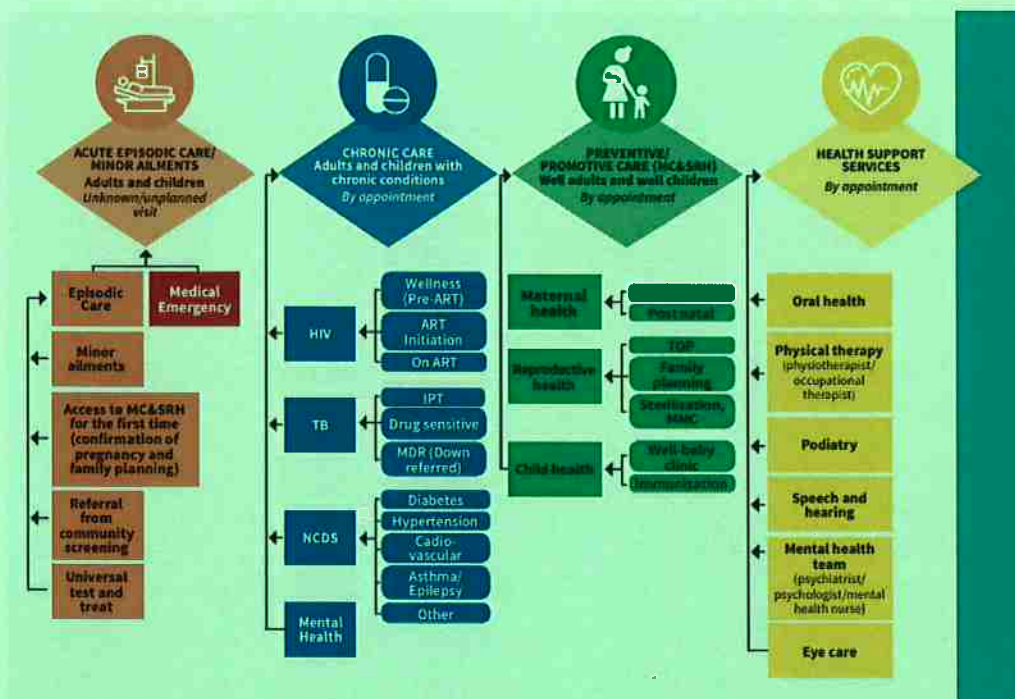 ACUTE EPISODIC CARE/
MINOR AILMENTS
Adults and children
Unknown/unplanned
visit
Episodic
Care
Medical
Emergency
Minor
ailments
Access to MC&SRH
for the first time
(confirmation of
pregnancy and
family planning)
Referral
from
community
screening
Universal
test and
treat
CHRONIC CARE
Adults and children with
chronic conditions
By appointment
HIV
Wellness
(Pre-ART)
ART
Initiation
On ART
TB
IPT
Drug sensitive
MDR (Down
referred)
NCDS
Diabetes
Hypertension
Cadio-
vascular
Asthma/
Epilepsy
Other
Mental
Health
PREVENTIVE/
PROMOTIVE CARE (MC&SRH)
Well adults and well children
By appointment
Maternal
health
Postnatal
Reproductive
health
TOP
Family
planning
Sterilisation,
MMC
Child health
Well-baby
clinic
Immunisation
HEALTH SUPPORT
SERVICES
By appointment
Oral health
Physical therapy
(physiotherapist/
occupational
therapist)
Podiatry
Speech and
hearing
Mental health
team
(psychiatrist/
psychologist/mental
health nurse)
Eye care